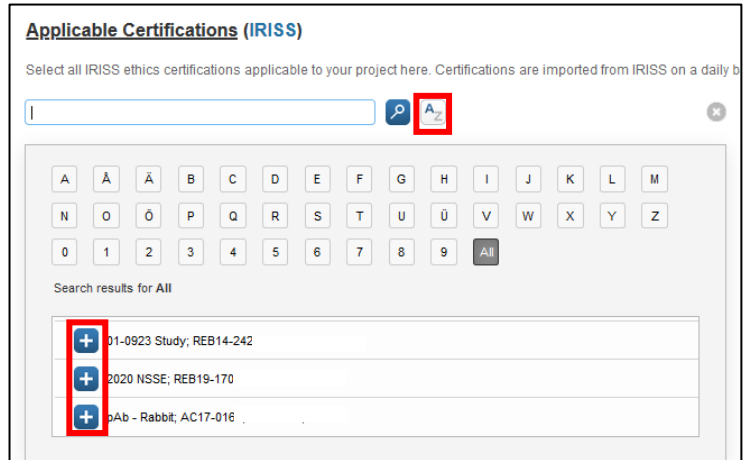 Applicable Certifications (IRISS)
Select all IRISS ethics certifications applicable to your project here. Certifications are imported from IRISS on a daily b
AZ
A Å Ä B C D E F G H I J K L M
N O Ö P Q R S T U Ü V W X Y Z
0 1 2 3 4 5 6 7 8 9 All
Search results for All
01-0923 Study; REB14-242
2020 NSSE; REB19-170
pAb - Rabbit; AC17-016